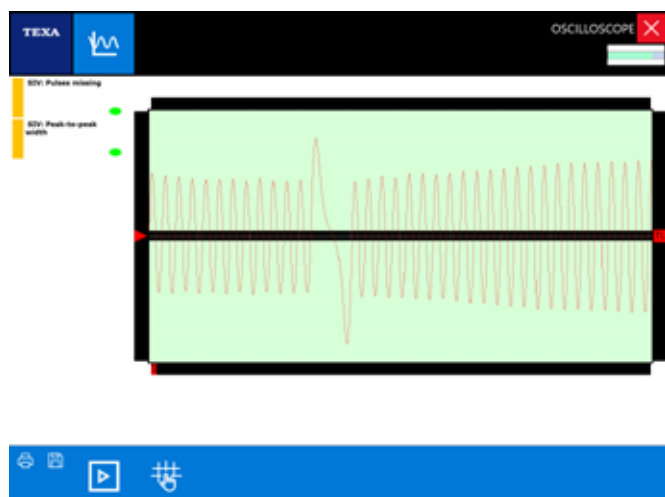 TEXA
OSCILLOSCOPE
SIV: Pulses missing
SIV: Peak-to-peak
width